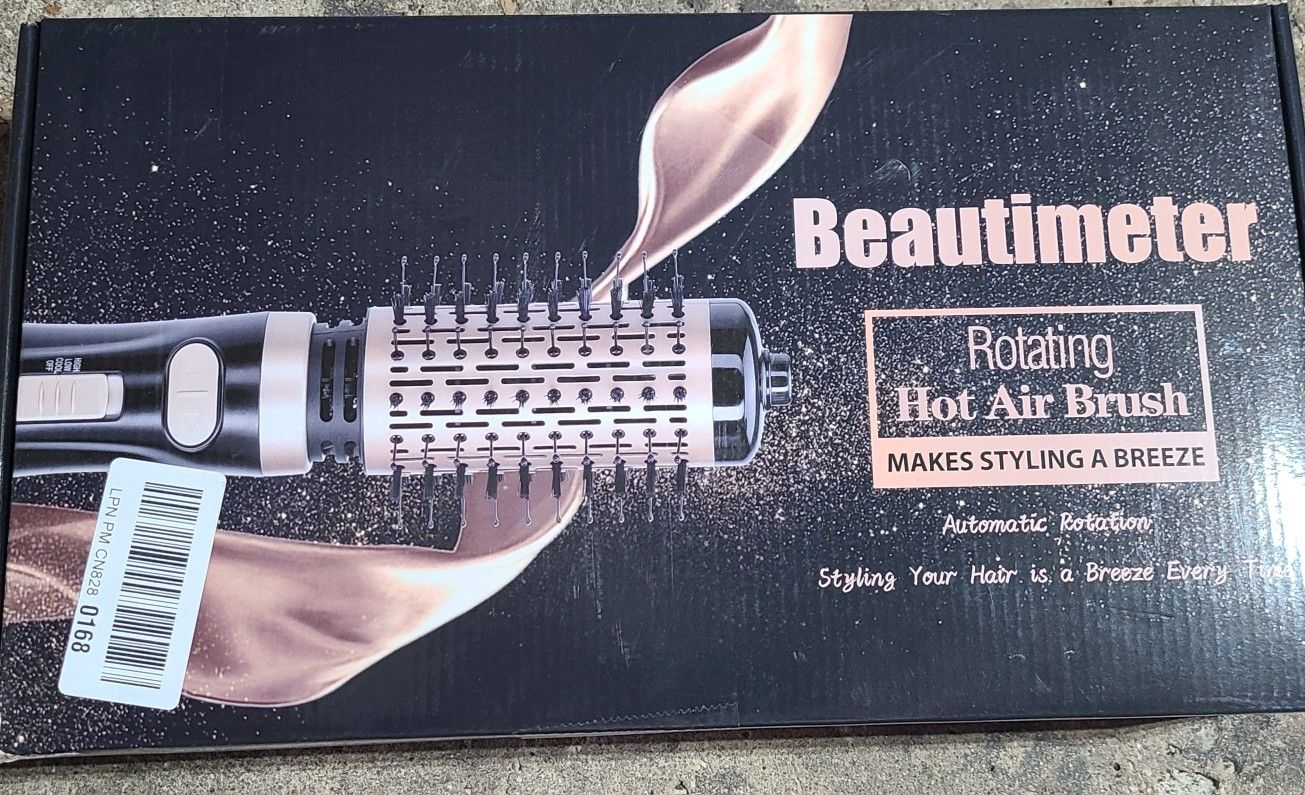 Beautimeter
Rotating
Hot Air Brush
MAKES STYLING A BREEZE
Automatic Rotation
Styling Your Hair is a Breeze Every
HIGH
LOW
COOL
OFF
LPN PM CN828 0168